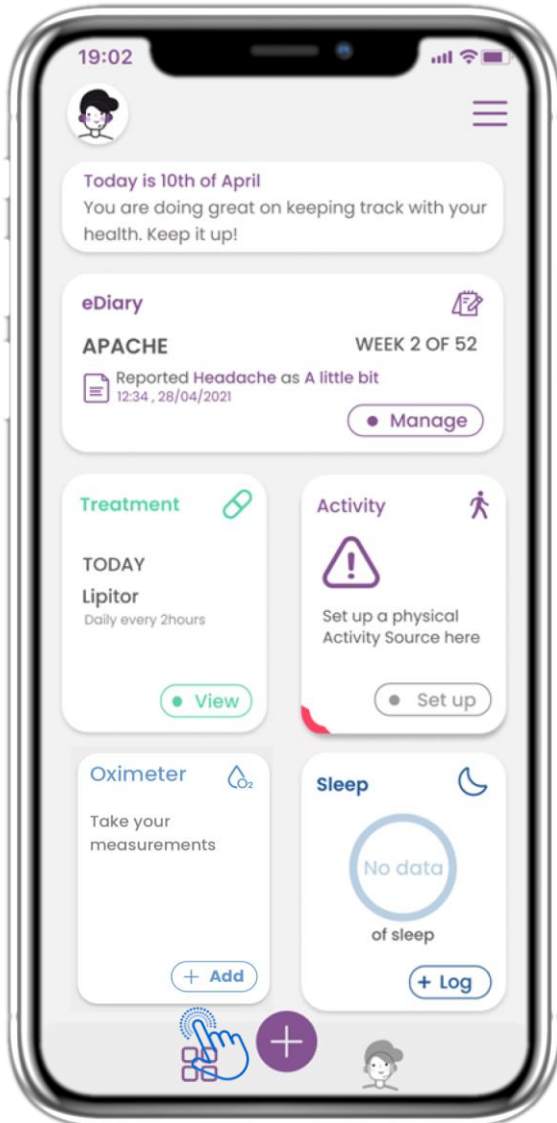 19:02
Today is 10th of April
You are doing great on keeping track with your
health. Keep it up!
eDiary
APACHE
WEEK 2 OF 52
Reported Headache as A little bit
12:34 , 28/04/2021
Manage
Treatment
TODAY
Lipitor
Daily every 2hours
View
Activity
Set up a physical
Activity Source here
Set up
Oximeter
O2
Take your
measurements
+ Add
Sleep
No data
of sleep
+ Log